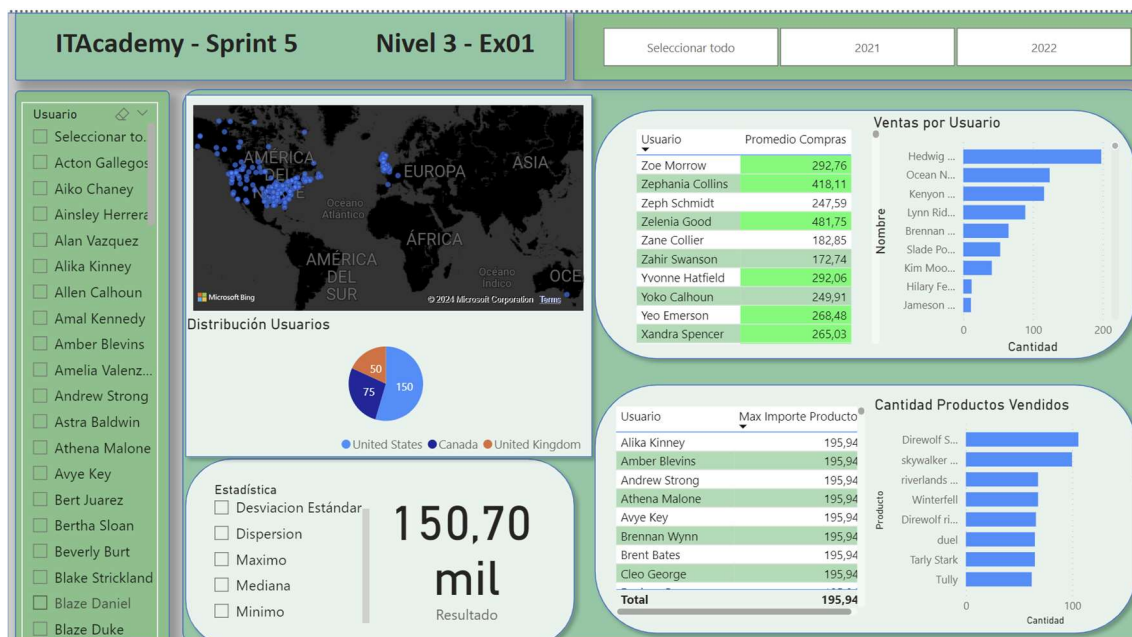 ITAcademy - Sprint 5
Nivel 3 - Ex01
Seleccionar todo
2021
2022
Usuario
Seleccionar to...
Acton Gallegos
Aiko Chaney
Ainsley Herrera
Alan Vazquez
Alika Kinney
Allen Calhoun
Amal Kennedy
Amber Blevins
Amelia Valenz...
Andrew Strong
Astra Baldwin
Athena Malone
Avye Key
Bert Juarez
Bertha Sloan
Beverly Burt
Blake Strickland
Blaze Daniel
Blaze Duke
AMÉRICA
DEL
NORTE
EUROPA
ASIA
Océano
Atlántico
ÁFRICA
AMÉRICA
DEL
SUR
Océano
Índico
OCE
Microsoft Bing
© 2024 Microsoft Corporation Terms
Distribución Usuarios
50
75
150
United States Canada United Kingdom
Estadística
Desviacion Estándar
Dispersion
Maximo
Mediana
Minimo
150,70
mil
Resultado
Usuario Promedio Compras
Zoe Morrow 292,76
Zephania Collins 418,11
Zeph Schmidt 247,59
Zelenia Good 481,75
Zane Collier 182,85
Zahir Swanson 172,74
Yvonne Hatfield 292,06
Yoko Calhoun 249,91
Yeo Emerson 268,48
Xandra Spencer 265,03
Ventas por Usuario
Nombre
Hedwig ...
Ocean N...
Kenyon ...
Lynn Rid...
Brennan ...
Slade Po...
Kim Moo...
Hilary Fe...
Jameson ...
0 100 200
Cantidad
Usuario Max Importe Producto
Alika Kinney 195,94
Amber Blevins 195,94
Andrew Strong 195,94
Athena Malone 195,94
Avye Key 195,94
Brennan Wynn 195,94
Brent Bates 195,94
Cleo George 195,94
Total 195,94
Cantidad Productos Vendidos
Producto
Direwolf S...
skywalker ...
riverlands ...
Winterfell
Direwolf ri...
duel
Tarly Stark
Tully
0 100
Cantidad